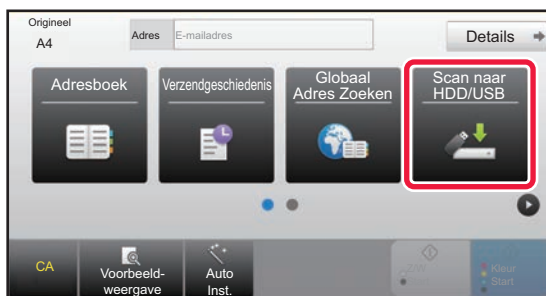 Origineel
A4
Adres
E-mailadres
Details
Adresboek
Verzendgeschiedenis
Globaal
Adres Zoeken
Scan naar
HDD/USB
CA
Voorbeeld-
weergave
Auto
Inst.
Z/W
Start
Kleur
Start